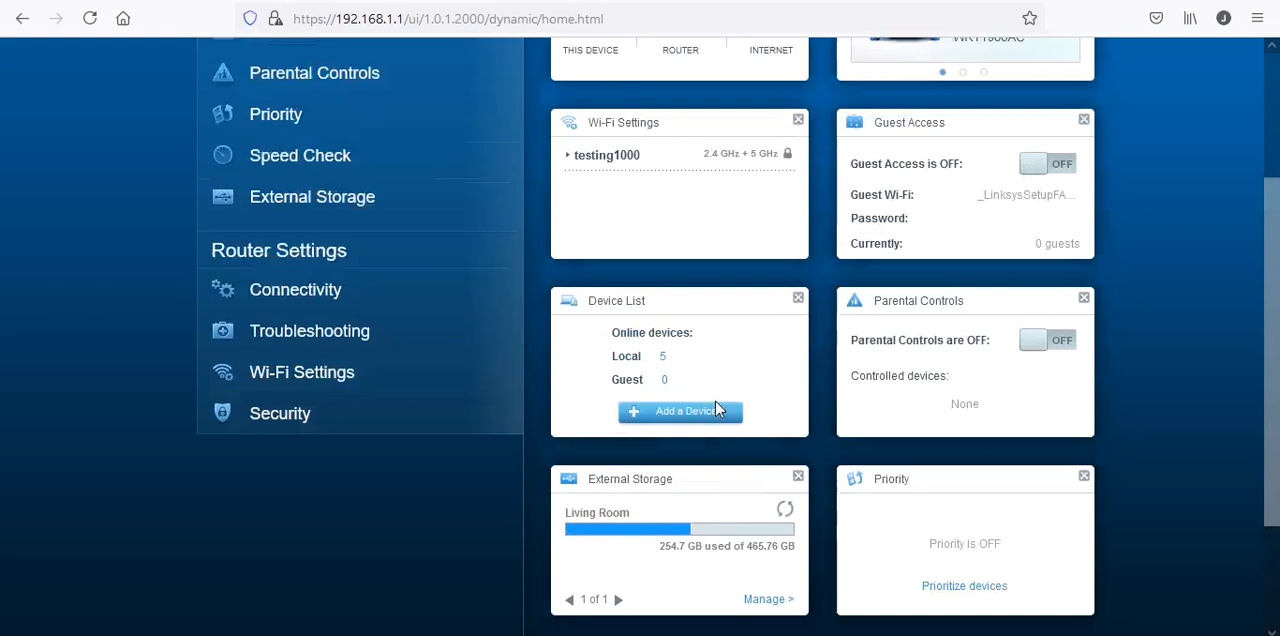 https://192.168.1.1/ui/1.0.1.2000/dynamic/home.html
J
Parental Controls
Priority
Speed Check
External Storage
Router Settings
Connectivity
Troubleshooting
Wi-Fi Settings
Security
THIS DEVICE ROUTER INTERNET
WRT1900AC
Wi-Fi Settings
testing1000 2.4 GHz + 5 GHz
Guest Access
Guest Access is OFF: OFF
Guest Wi-Fi: _LinksysSetupFA...
Password:
Currently: 0 guests
Device List
Online devices:
Local 5
Guest 0
+ Add a Device
Parental Controls
Parental Controls are OFF: OFF
Controlled devices:
None
External Storage
Living Room
254.7 GB used of 465.76 GB
1 of 1 Manage >
Priority
Priority is OFF
Prioritize devices